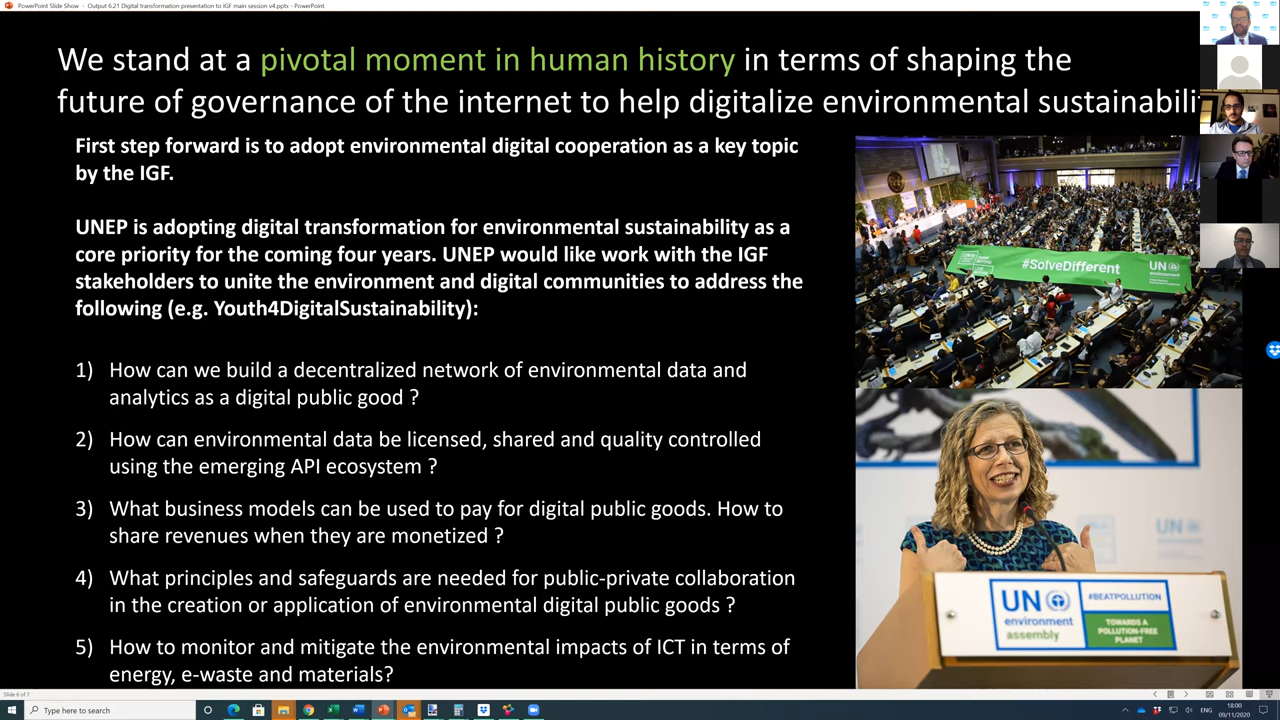 PowerPoint Slide Show - Output 6.21 Digital transformation presentation to IGF main session v4.pptx - PowerPoint
We stand at a pivotal moment in human history in terms of shaping the
future of governance of the internet to help digitalize environmental sustainabili
First step forward is to adopt environmental digital cooperation as a key topic
by the IGF.
UNEP is adopting digital transformation for environmental sustainability as a
core priority for the coming four years. UNEP would like work with the IGF
stakeholders to unite the environment and digital communities to address the
following (e.g. Youth4DigitalSustainability):
1) How can we build a decentralized network of environmental data and
analytics as a digital public good ?
2) How can environmental data be licensed, shared and quality controlled
using the emerging API ecosystem ?
3) What business models can be used to pay for digital public goods. How to
share revenues when they are monetized ?
4) What principles and safeguards are needed for public-private collaboration
in the creation or application of environmental digital public goods ?
5) How to monitor and mitigate the environmental impacts of ICT in terms of
energy, e-waste and materials?
#SolveDifferent
UN
environment
UN
UN
environment
assembly
#BEATPOLLUTION
TOWARDS A
POLLUTION-FREE
PLANET
Slide 6 of 7
Type here to search
ENG
18:00
09/11/2020